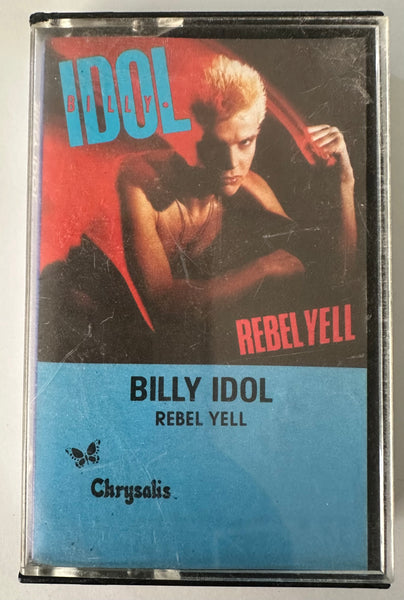 IDOL
BILLY
REBEL YELL
BILLY IDOL
REBEL YELL
Chrysalis